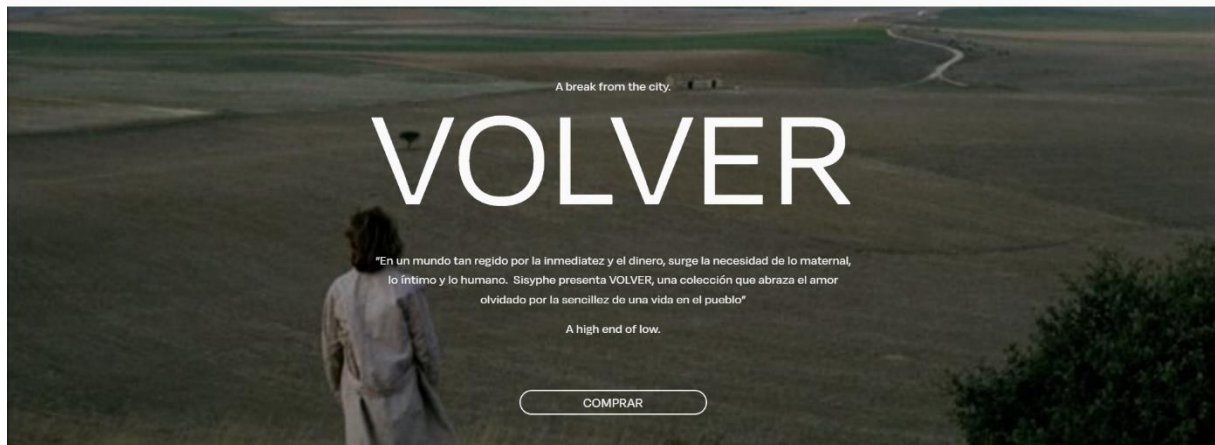 A break from the city.
VOLVER
"En un mundo tan regido por la inmediatez y el dinero, surge la necesidad de lo maternal,
lo íntimo y lo humano. Sisyphe presenta VOLVER, una colección que abraza el amor
olvidado por la sencillez de una vida en el pueblo"
A high end of low.
COMPRAR